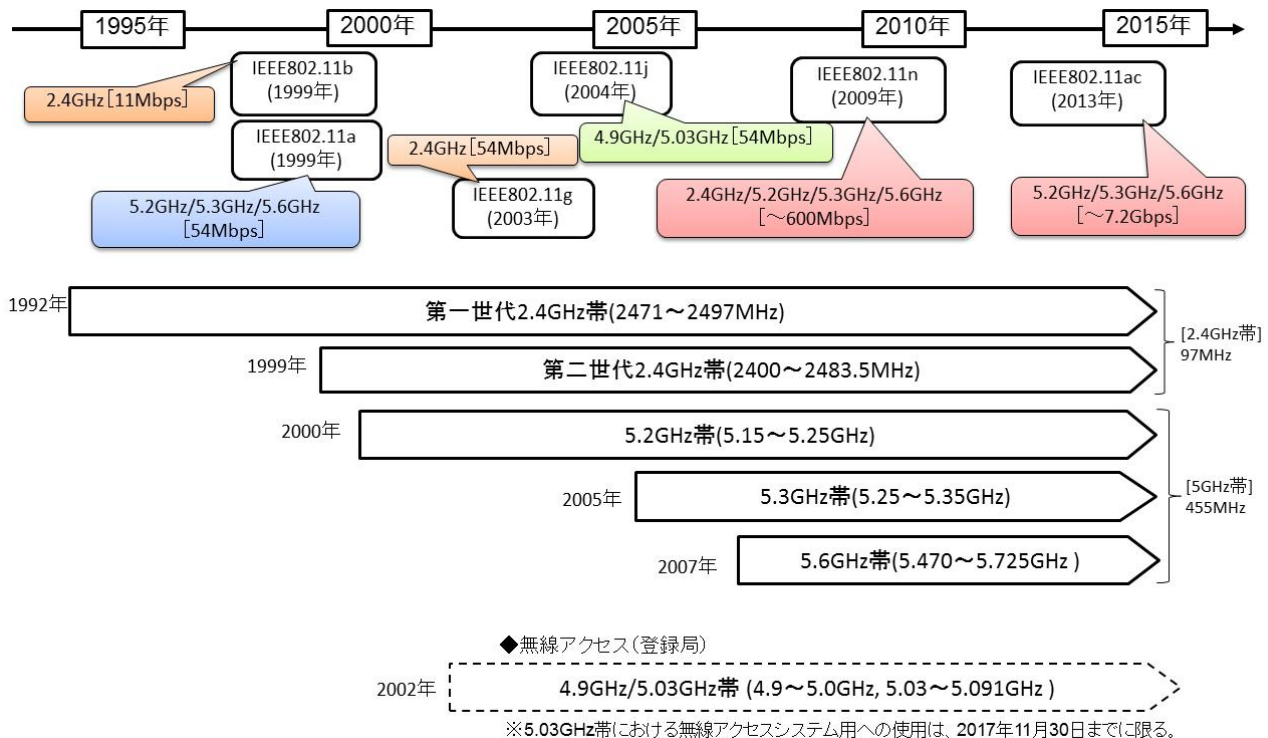 1995年
2000年
2005年
2010年
2015年
IEEE802.11b
(1999年)
2.4GHz[11Mbps]
IEEE802.11a
(1999年)
5.2GHz/5.3GHz/5.6GHz
[54Mbps]
2.4GHz[54Mbps]
IEEE802.11g
(2003年)
IEEE802.11j
(2004年)
4.9GHz/5.03GHz[54Mbps]
IEEE802.11n
(2009年)
2.4GHz/5.2GHz/5.3GHz/5.6GHz
[～600Mbps]
IEEE802.11ac
(2013年)
5.2GHz/5.3GHz/5.6GHz
[～7.2Gbps]
1992年
第一世代2.4GHz帯(2471～2497MHz)
1999年
第二世代2.4GHz帯(2400～2483.5MHz)
[2.4GHz帯]
97MHz
2000年
5.2GHz帯(5.15～5.25GHz)
2005年
5.3GHz帯(5.25～5.35GHz)
2007年
5.6GHz帯(5.470～5.725GHz )
[5GHz帯]
455MHz
◆無線アクセス(登録局)
2002年
4.9GHz/5.03GHz帯 (4.9～5.0GHz, 5.03～5.091GHz )
※5.03GHz帯における無線アクセスシステム用への使用は、2017年11月30日までに限る。